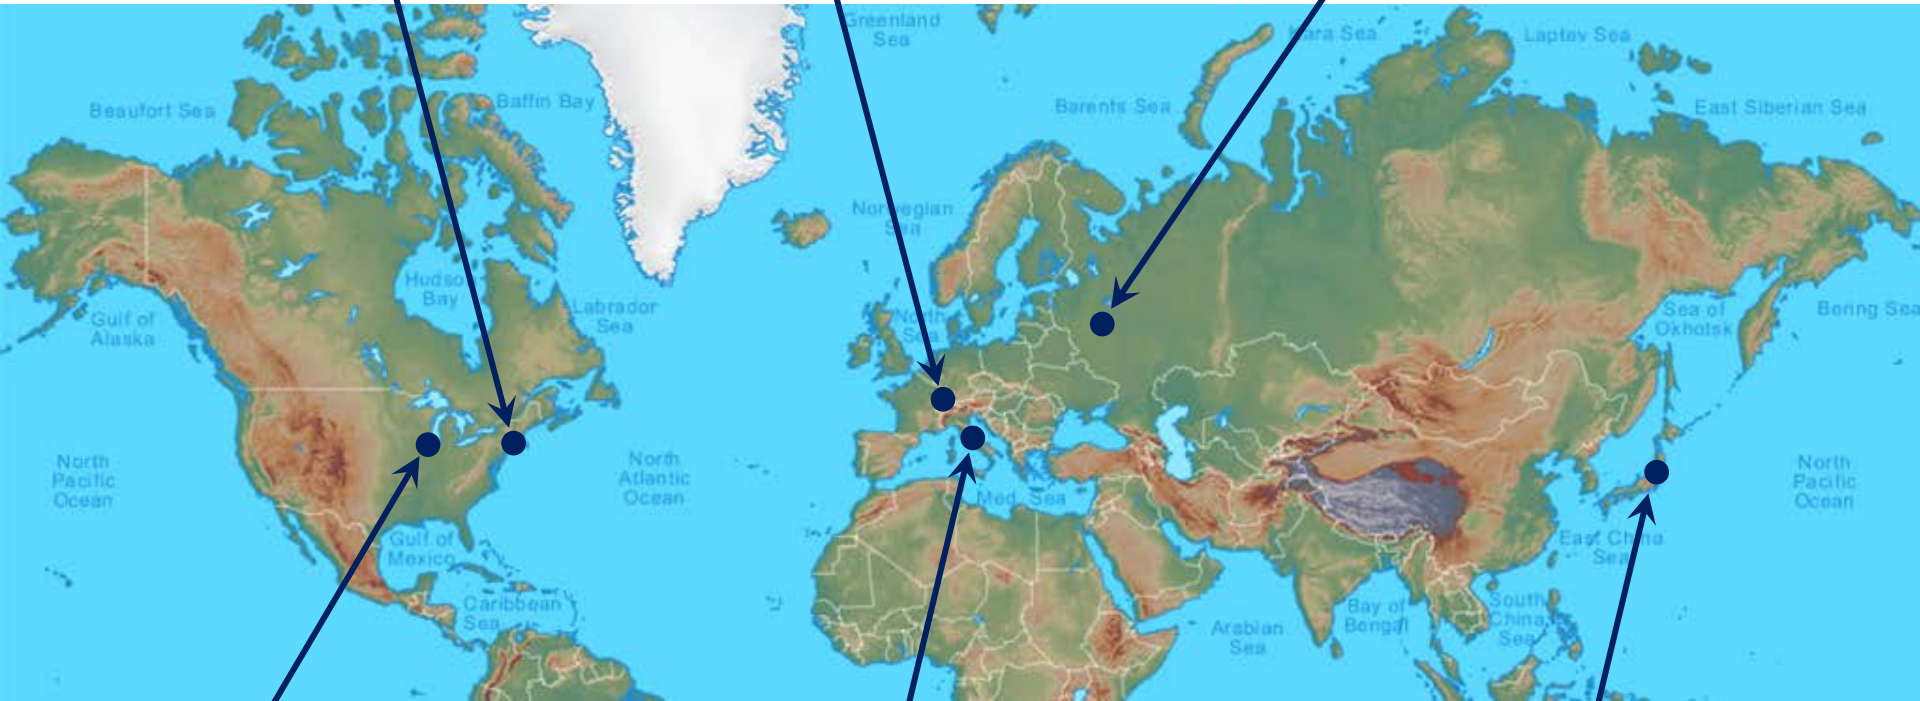 Greenland
Sea
Kara Sea
Laptev Sea
Beaufort Sea
Baffin Bay
Barents Sea
East Siberian Sea
Norwegian
Sea
Hudson
Bay
Labrador
Sea
Gulf of
Alaska
North
Sea
Sea of
Okhotsk
Bering Sea
North
Pacific
Ocean
North
Atlantic
Ocean
North
Pacific
Ocean
Med. Sea
Gulf of
Mexico
East China
Sea
Caribbean
Sea
Arabian
Sea
Bay of
Bengal
South
China
Sea